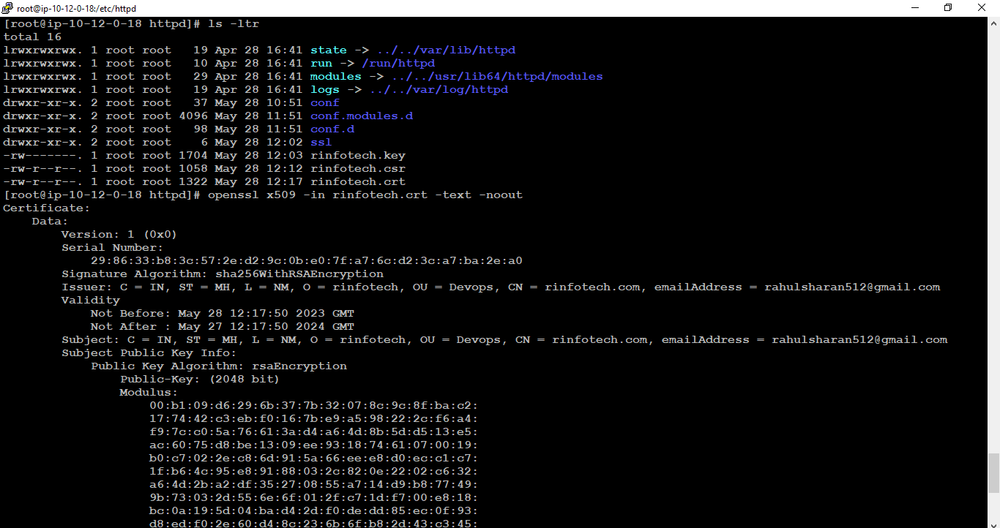 root@ip-10-12-0-18:/etc/httpd
[root@ip-10-12-0-18 httpd]# ls -ltr
total 16
lrwxrwxrwx. 1 root root   19 Apr 28 16:41 state -> ../../var/lib/httpd
lrwxrwxrwx. 1 root root   10 Apr 28 16:41 run -> /run/httpd
lrwxrwxrwx. 1 root root   29 Apr 28 16:41 modules -> ../../usr/lib64/httpd/modules
lrwxrwxrwx. 1 root root   19 Apr 28 16:41 logs -> ../../var/log/httpd
drwxr-xr-x. 2 root root   37 May 28 10:51 conf
drwxr-xr-x. 2 root root 4096 May 28 11:51 conf.modules.d
drwxr-xr-x. 2 root root   98 May 28 11:51 conf.d
drwxr-xr-x. 2 root root    6 May 28 12:02 ssl
-rw-------. 1 root root 1704 May 28 12:03 rinfotech.key
-rw-r--r--. 1 root root 1058 May 28 12:12 rinfotech.csr
-rw-r--r--. 1 root root 1322 May 28 12:17 rinfotech.crt
[root@ip-10-12-0-18 httpd]# openssl x509 -in rinfotech.crt -text -noout
Certificate:
    Data:
        Version: 1 (0x0)
        Serial Number:
            29:86:33:b8:3c:57:2e:d2:9c:0b:e0:7f:a7:6c:d2:3c:a7:ba:2e:a0
        Signature Algorithm: sha256WithRSAEncryption
        Issuer: C = IN, ST = MH, L = NM, O = rinfotech, OU = Devops, CN = rinfotech.com, emailAddress = rahulsharan512@gmail.com
        Validity
            Not Before: May 28 12:17:50 2023 GMT
            Not After : May 27 12:17:50 2024 GMT
        Subject: C = IN, ST = MH, L = NM, O = rinfotech, OU = Devops, CN = rinfotech.com, emailAddress = rahulsharan512@gmail.com
        Subject Public Key Info:
            Public Key Algorithm: rsaEncryption
                Public-Key: (2048 bit)
                Modulus:
                    00:b1:09:d6:29:6b:37:7b:32:07:8c:9c:8f:ba:c2:
                    17:74:42:c3:eb:f0:16:7b:e9:a5:98:22:2c:f6:a4:
                    f9:7c:c0:5a:76:61:3a:d4:a6:4d:8b:5d:d5:13:e5:
                    ac:60:75:d8:be:13:09:ee:93:18:74:61:07:00:19:
                    b0:c7:02:2e:c8:6d:91:5a:66:ee:e8:d0:ec:c1:c7:
                    1f:b6:4c:95:e8:91:88:03:2c:82:0e:22:02:c6:32:
                    a6:4d:2b:a2:df:35:27:08:55:a7:14:d9:b8:77:49:
                    9b:73:03:2d:55:6e:6f:01:2f:c7:1d:f7:00:e8:18:
                    bc:0a:19:5d:04:ba:d4:2d:f0:de:dd:85:ec:0f:93:
                    d8:ed:f0:2e:60:d4:8c:23:6b:6f:b8:2d:43:c3:45: